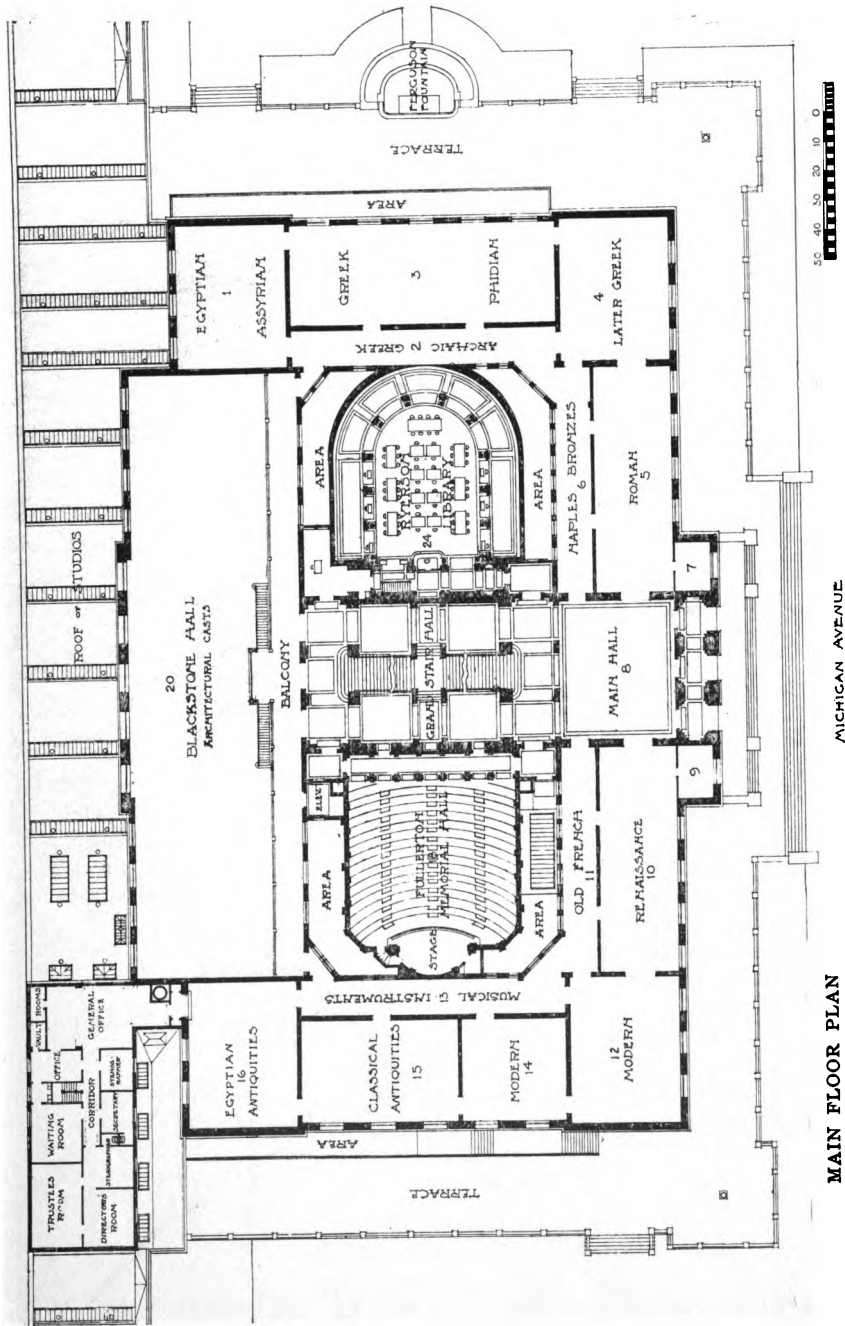 FERGUSON
FOUNTAIN
TERRACE
AREA
EGYPTIAN
1
ASSYRIAN
GREEK
3
PHIDIAN
4
LATER GREEK
ARCHAIC 2 GREEK
ROOF OF STUDIOS
20
BLACKSTONE HALL
ARCHITECTURAL CASTS
BALCONY
AREA
RYERSON
LIBRARY
24
AREA
NAPLES 6 BRONZES
ROMAN
5
7
GRAND STAIR HALL
MAIN HALL
8
9
ELEV.
AREA
FULLERTON
MEMORIAL HALL
STAGE
AREA
OLD FRENCH
11
RENAISSANCE
10
MUSICAL INSTRUMENTS
VAULT ROOMS
GENERAL
OFFICE
OFFICE
CORRIDOR
STENOG-
RAPHER
SECRETARY
WAITING
ROOM
STENOGRAPHER
TRUSTEES
ROOM
DIRECTORS
ROOM
EGYPTIAN
16
ANTIQUITIES
CLASSICAL
ANTIQUITIES
15
MODERN
14
12
MODERN
AREA
TERRACE
50 40 30 20 10 0
MICHIGAN AVENUE
MAIN FLOOR PLAN